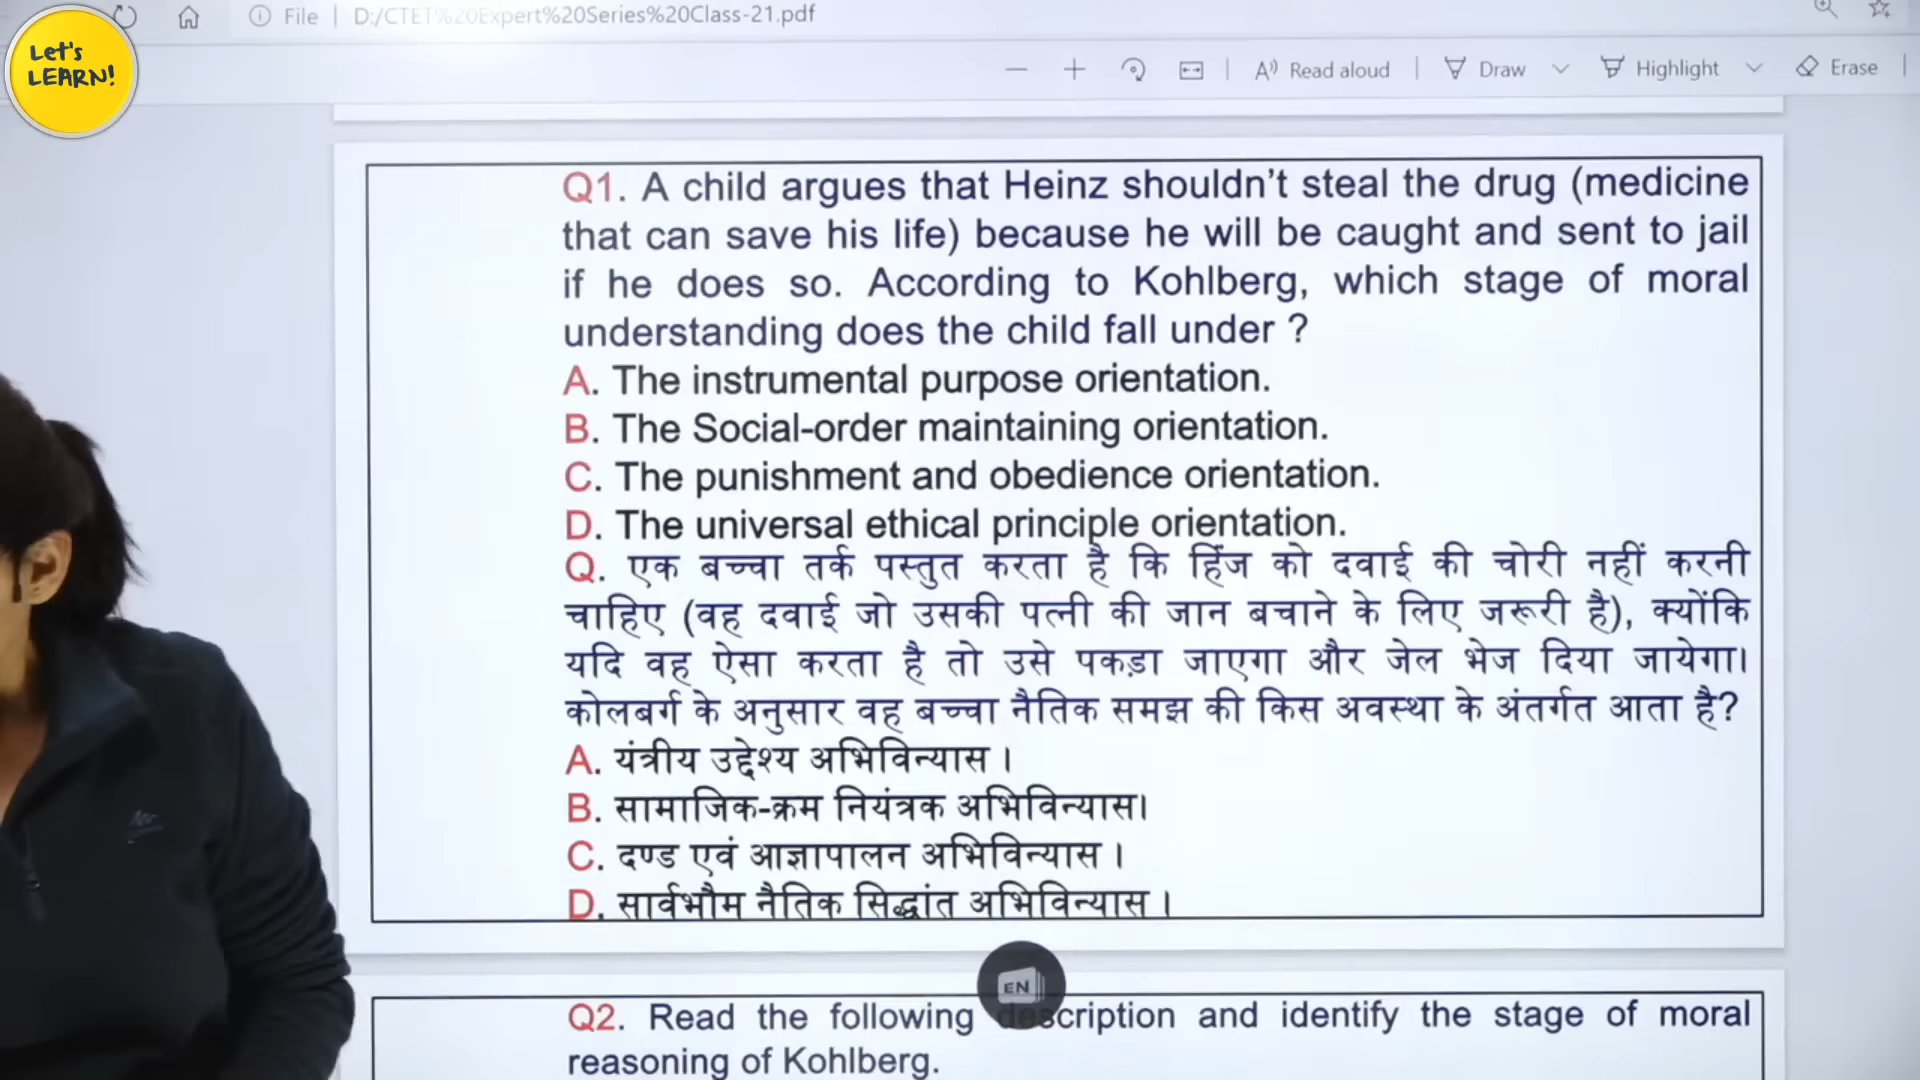 Let's
LEARN!
File | D:/CTET%20Expert%20Series%20Class-21.pdf
Read aloud Draw Highlight Erase
Q1. A child argues that Heinz shouldn't steal the drug (medicine
that can save his life) because he will be caught and sent to jail
if he does so. According to Kohlberg, which stage of moral
understanding does the child fall under ?
A. The instrumental purpose orientation.
B. The Social-order maintaining orientation.
C. The punishment and obedience orientation.
D. The universal ethical principle orientation.
Q. एक बच्चा तर्क पस्तुत करता है कि हिंज को दवाई की चोरी नहीं करनी
चाहिए (वह दवाई जो उसकी पत्नी की जान बचाने के लिए जरूरी है), क्योंकि
यदि वह ऐसा करता है तो उसे पकड़ा जाएगा और जेल भेज दिया जायेगा।
कोलबर्ग के अनुसार वह बच्चा नैतिक समझ की किस अवस्था के अंतर्गत आता है?
A. यंत्रीय उद्देश्य अभिविन्यास ।
B. सामाजिक-क्रम नियंत्रक अभिविन्यास।
C. दण्ड एवं आज्ञापालन अभिविन्यास ।
D. सार्वभौम नैतिक सिद्धांत अभिविन्यास ।
EN
Q2. Read the following description and identify the stage of moral
reasoning of Kohlberg.